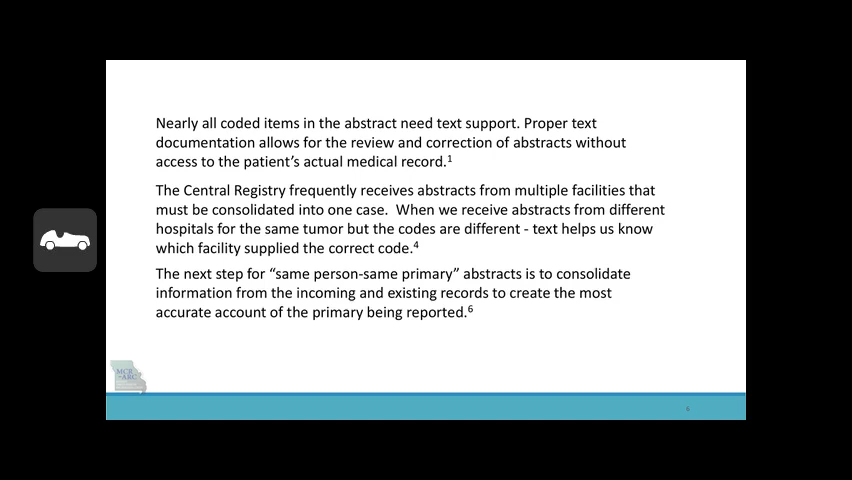 Nearly all coded items in the abstract need text support. Proper text
documentation allows for the review and correction of abstracts without
access to the patient’s actual medical record.¹
The Central Registry frequently receives abstracts from multiple facilities that
must be consolidated into one case.  When we receive abstracts from different
hospitals for the same tumor but the codes are different - text helps us know
which facility supplied the correct code.⁴
The next step for “same person-same primary” abstracts is to consolidate
information from the incoming and existing records to create the most
accurate account of the primary being reported.⁶
MCR
ARC
6